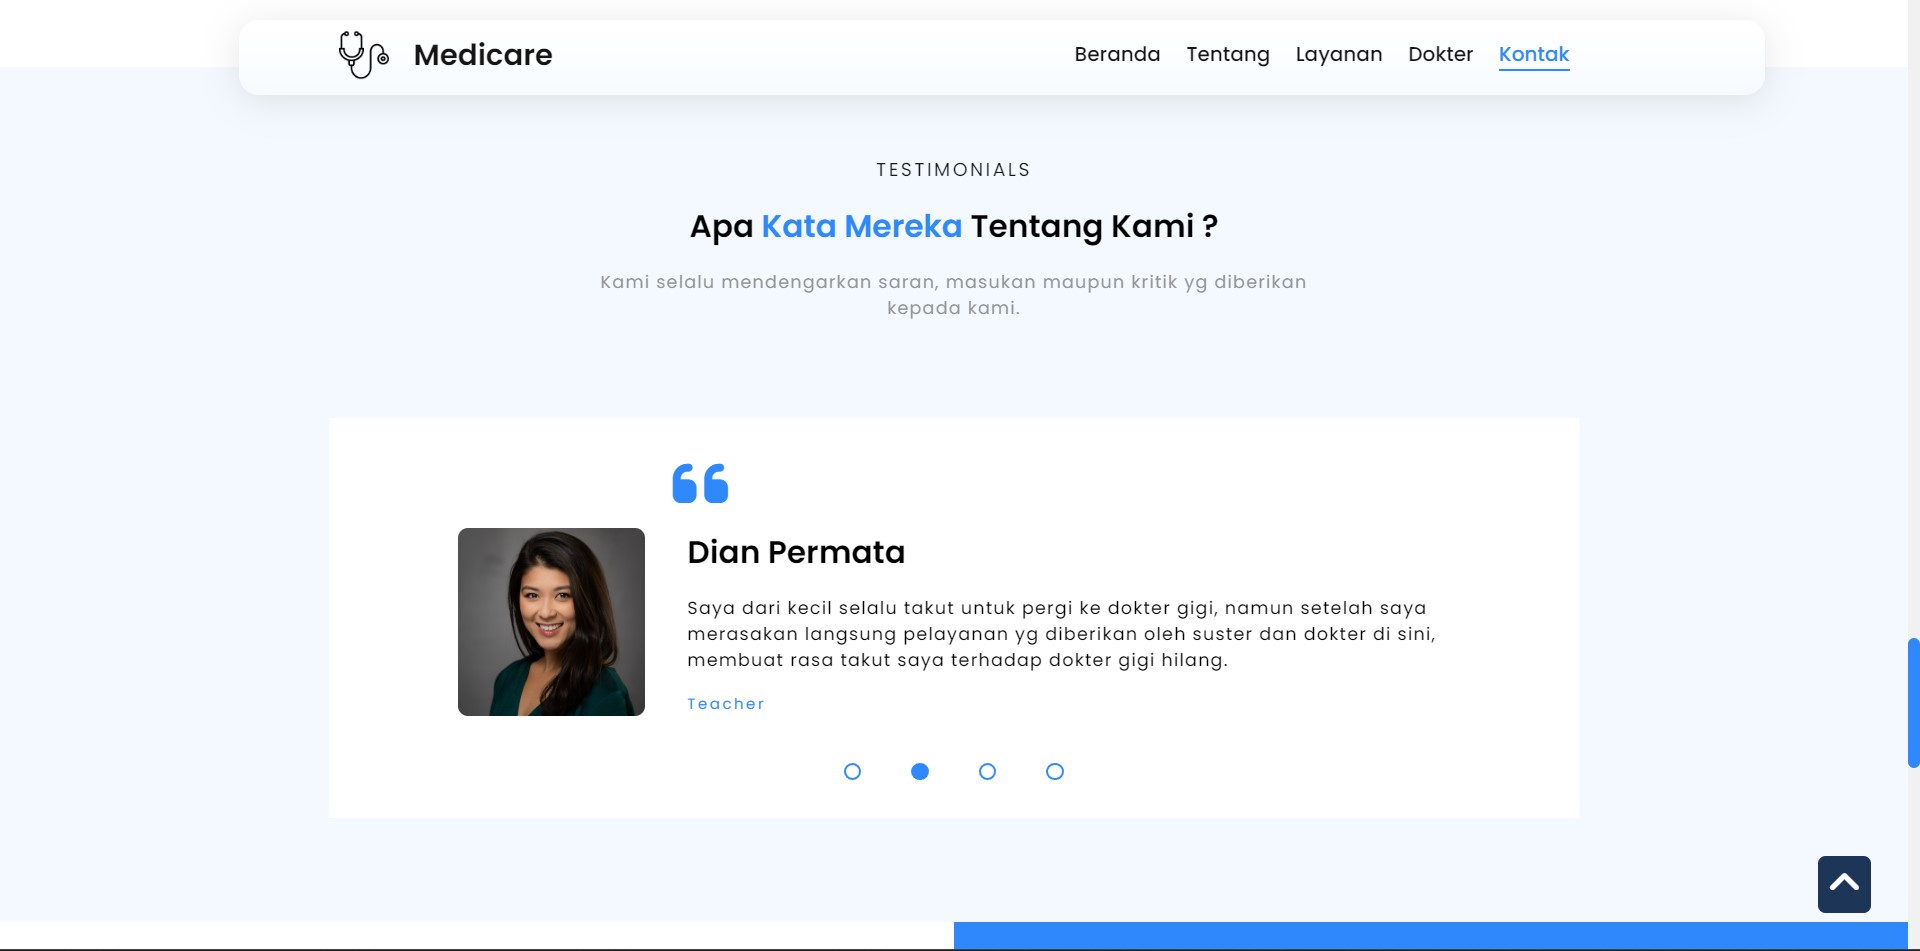 Medicare
Beranda Tentang Layanan Dokter Kontak
TESTIMONIALS
Apa Kata Mereka Tentang Kami ?
Kami selalu mendengarkan saran, masukan maupun kritik yg diberikan
kepada kami.
Dian Permata
Saya dari kecil selalu takut untuk pergi ke dokter gigi, namun setelah saya
merasakan langsung pelayanan yg diberikan oleh suster dan dokter di sini,
membuat rasa takut saya terhadap dokter gigi hilang.
Teacher